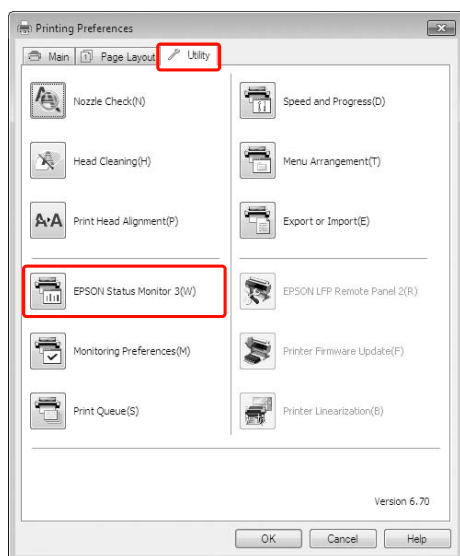 Printing Preferences
Main Page Layout Utility
Nozzle Check(N)
Speed and Progress(D)
Head Cleaning(H)
Menu Arrangement(T)
A A Print Head Alignment(P)
Export or Import(E)
EPSON Status Monitor 3(W)
EPSON LFP Remote Panel 2(R)
Monitoring Preferences(M)
Printer Firmware Update(F)
Print Queue(S)
Printer Linearization(B)
Version 6.70
OK Cancel Help